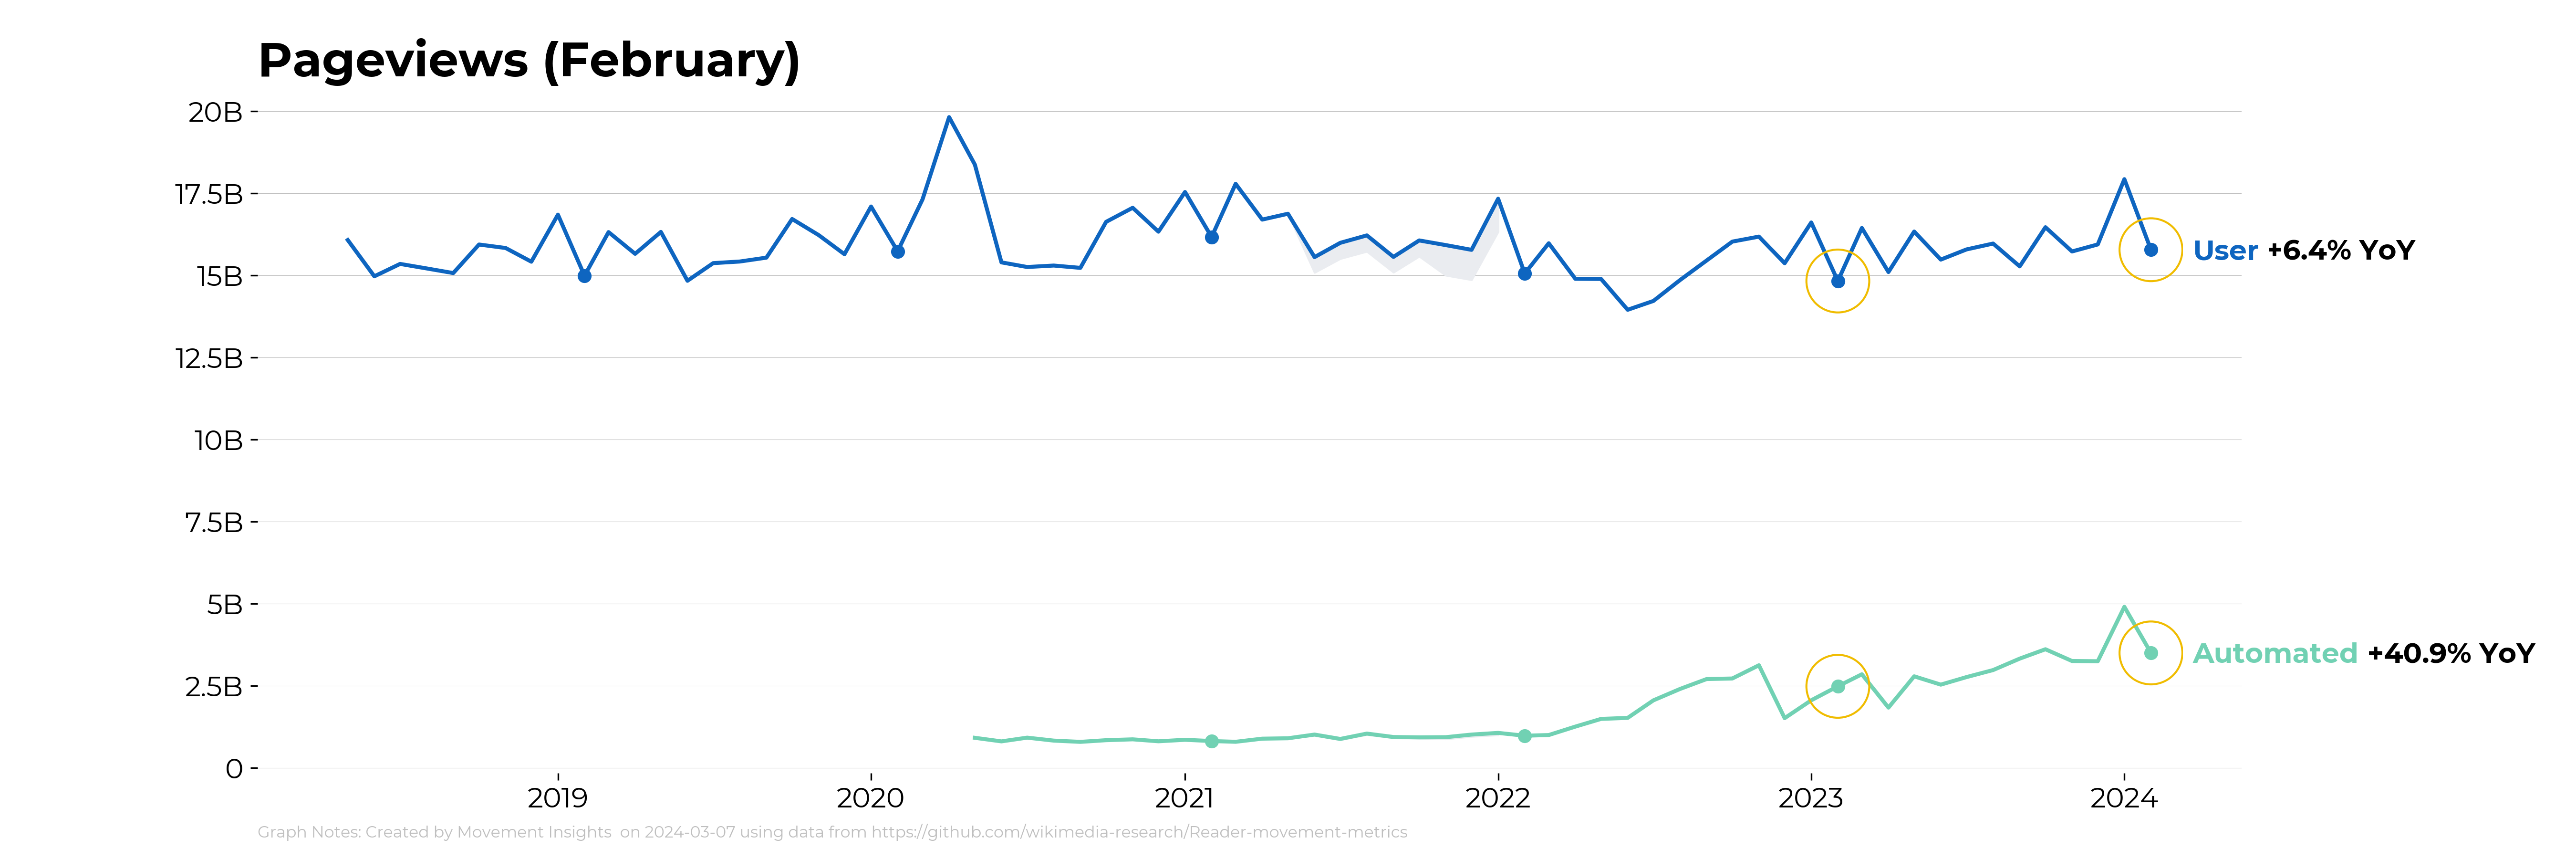 Pageviews (February)
20B
17.5B
15B
12.5B
10B
7.5B
5B
2.5B
0
User +6.4% YoY
Automated +40.9% YoY
2019 2020 2021 2022 2023 2024
Graph Notes: Created by Movement Insights  on 2024-03-07 using data from https://github.com/wikimedia-research/Reader-movement-metrics